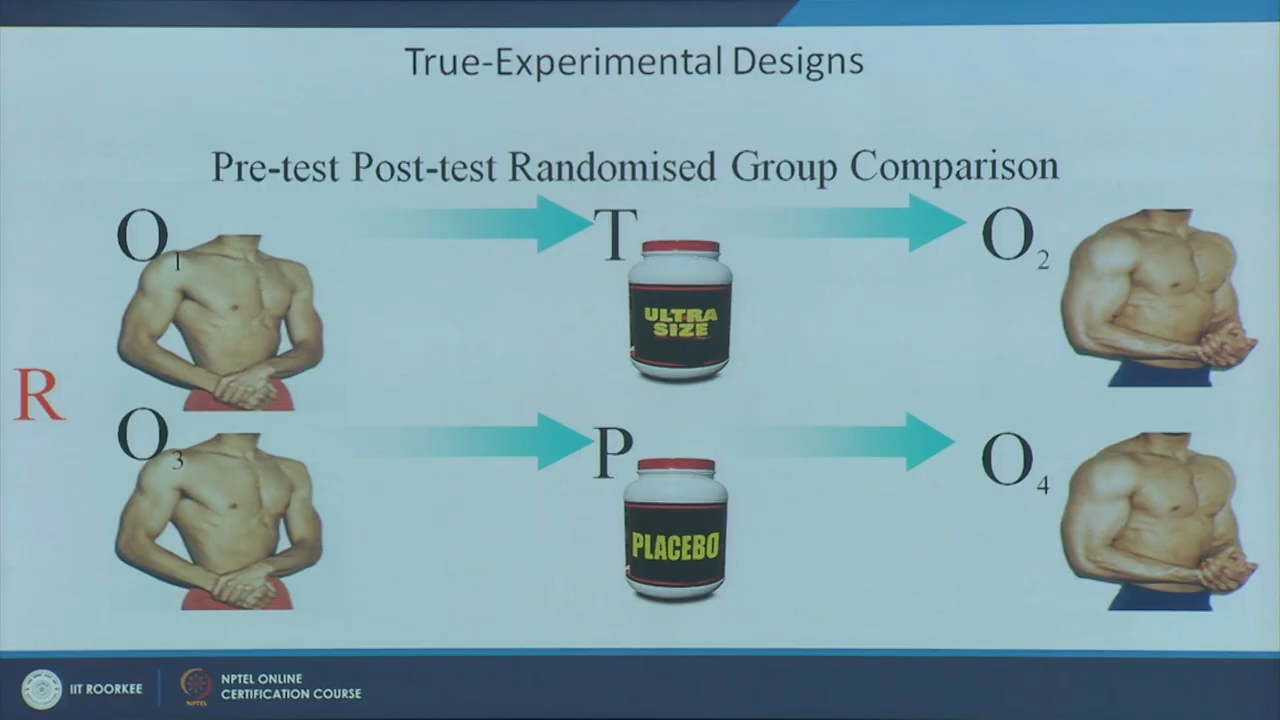 True-Experimental Designs
Pre-test Post-test Randomised Group Comparison
O1
T
O2
ULTRA
SIZE
R
O3
P
O4
PLACEBO
IIT ROORKEE
NPTEL
NPTEL ONLINE
CERTIFICATION COURSE